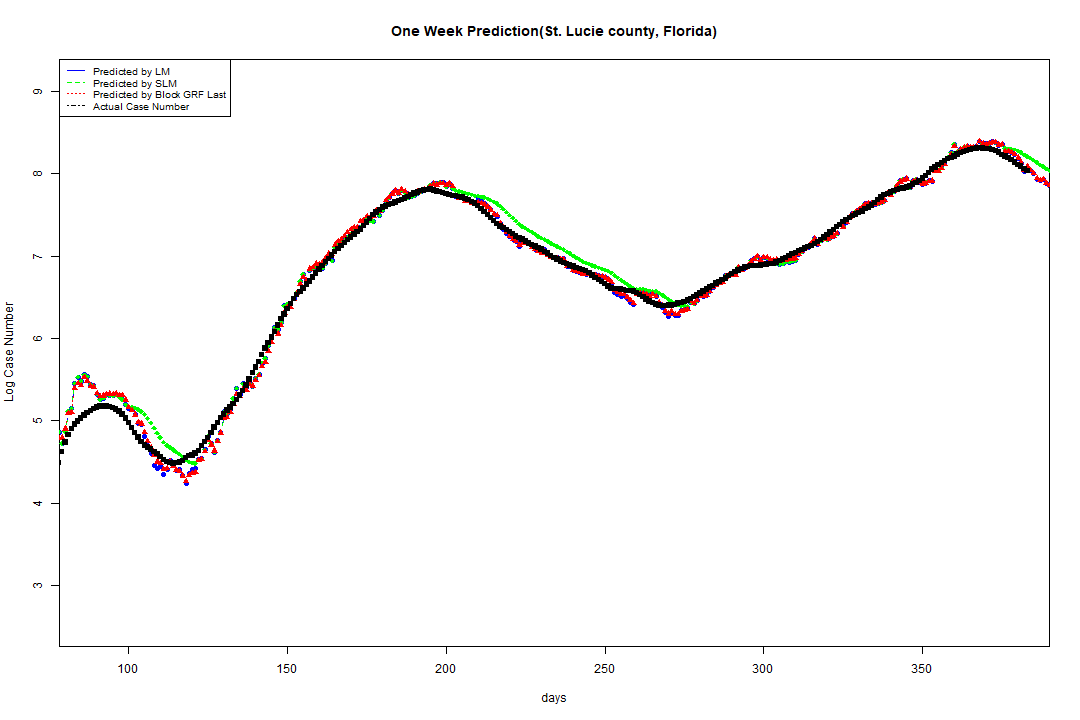 One Week Prediction(St. Lucie county, Florida)
Predicted by LM
Predicted by SLM
Predicted by Block GRF Last
Actual Case Number
9
8
7
6
5
4
3
Log Case Number
100 150 200 250 300 350
days